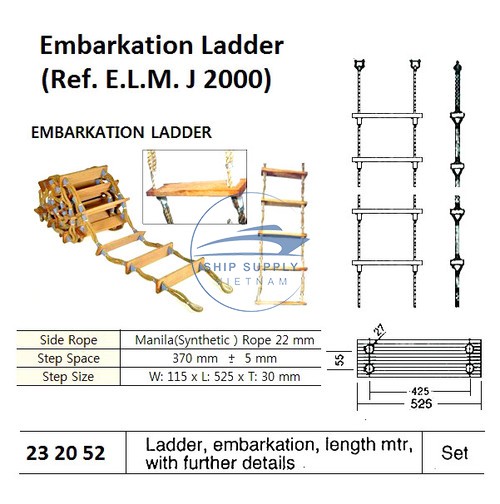 Embarkation Ladder
(Ref. E.L.M. J 2000)
EMBARKATION LADDER
SHIP SUPPLY
VIETNAM
Side Rope Manila(Synthetic ) Rope 22 mm
Step Space 370 mm ± 5 mm
Step Size W: 115 x L: 525 x T: 30 mm
27
55
425
525
23 20 52 Ladder, embarkation, length mtr, Set
with further details